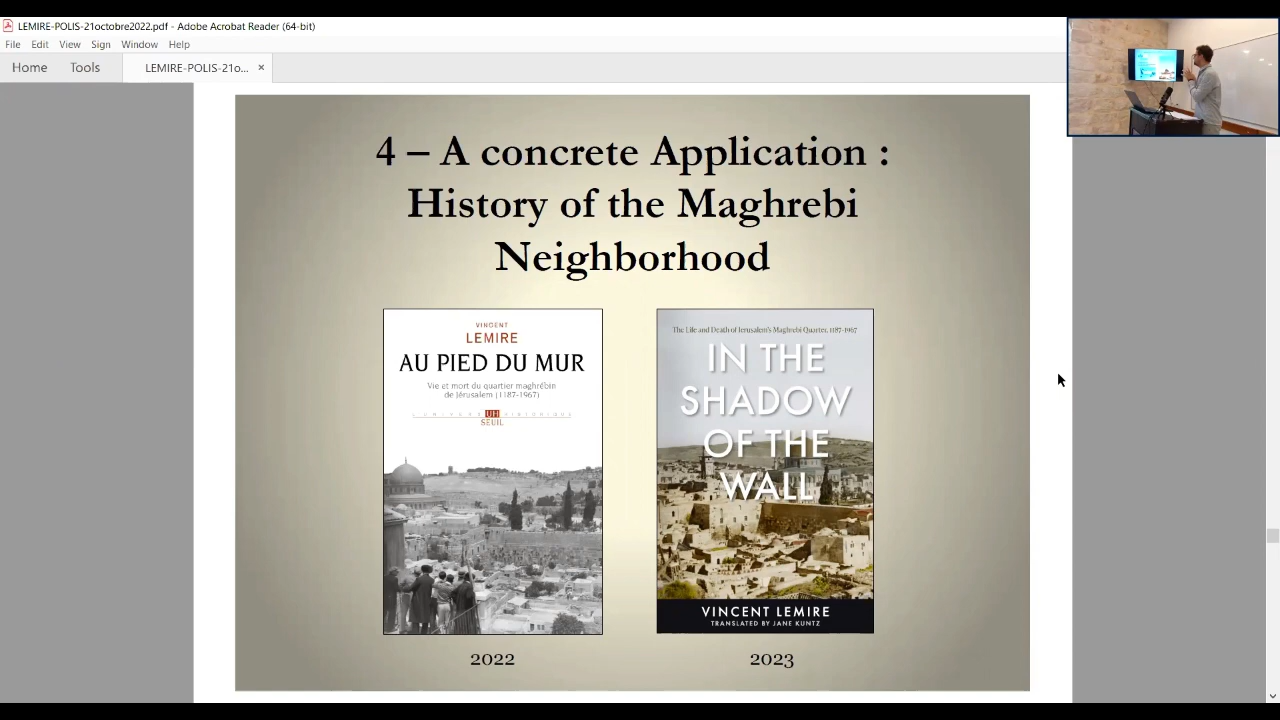 LEMIRE-POLIS-21octobre2022.pdf - Adobe Acrobat Reader (64-bit)
File Edit View Sign Window Help
Home Tools LEMIRE-POLIS-21o... ×
4 – A concrete Application :
History of the Maghrebi
Neighborhood
VINCENT
LEMIRE
AU PIED DU MUR
Vie et mort du quartier maghrébin
de Jérusalem (1187-1967)
L'UNIVERS UH HISTORIQUE
SEUIL
The Life and Death of Jerusalem's Maghrebi Quarter, 1187-1967
IN THE
SHADOW
OF THE
WALL
VINCENT LEMIRE
TRANSLATED BY JANE KUNTZ
2022
2023